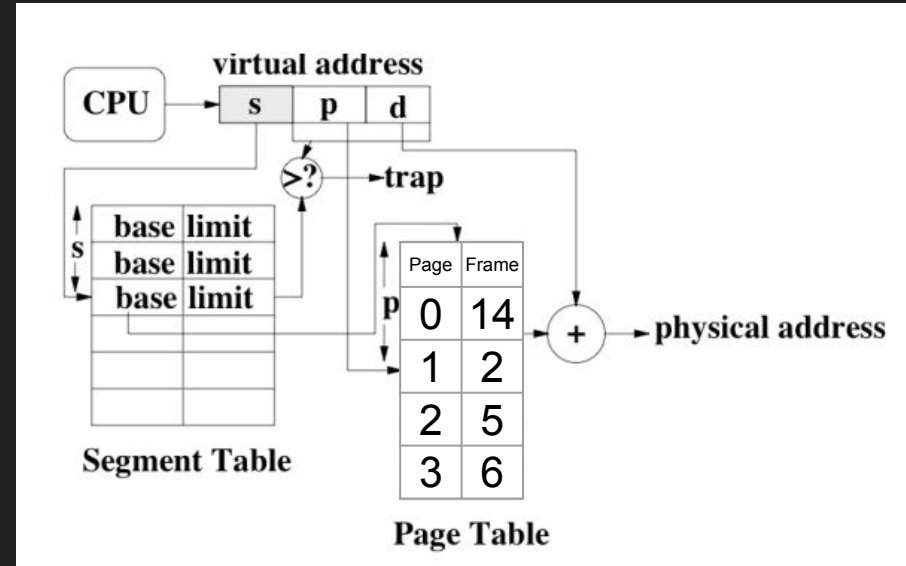 virtual address
CPU
s p d
>?
trap
s
base limit
base limit
base limit
Segment Table
p
Page Frame
0 14
1 2
2 5
3 6
Page Table
+
physical address